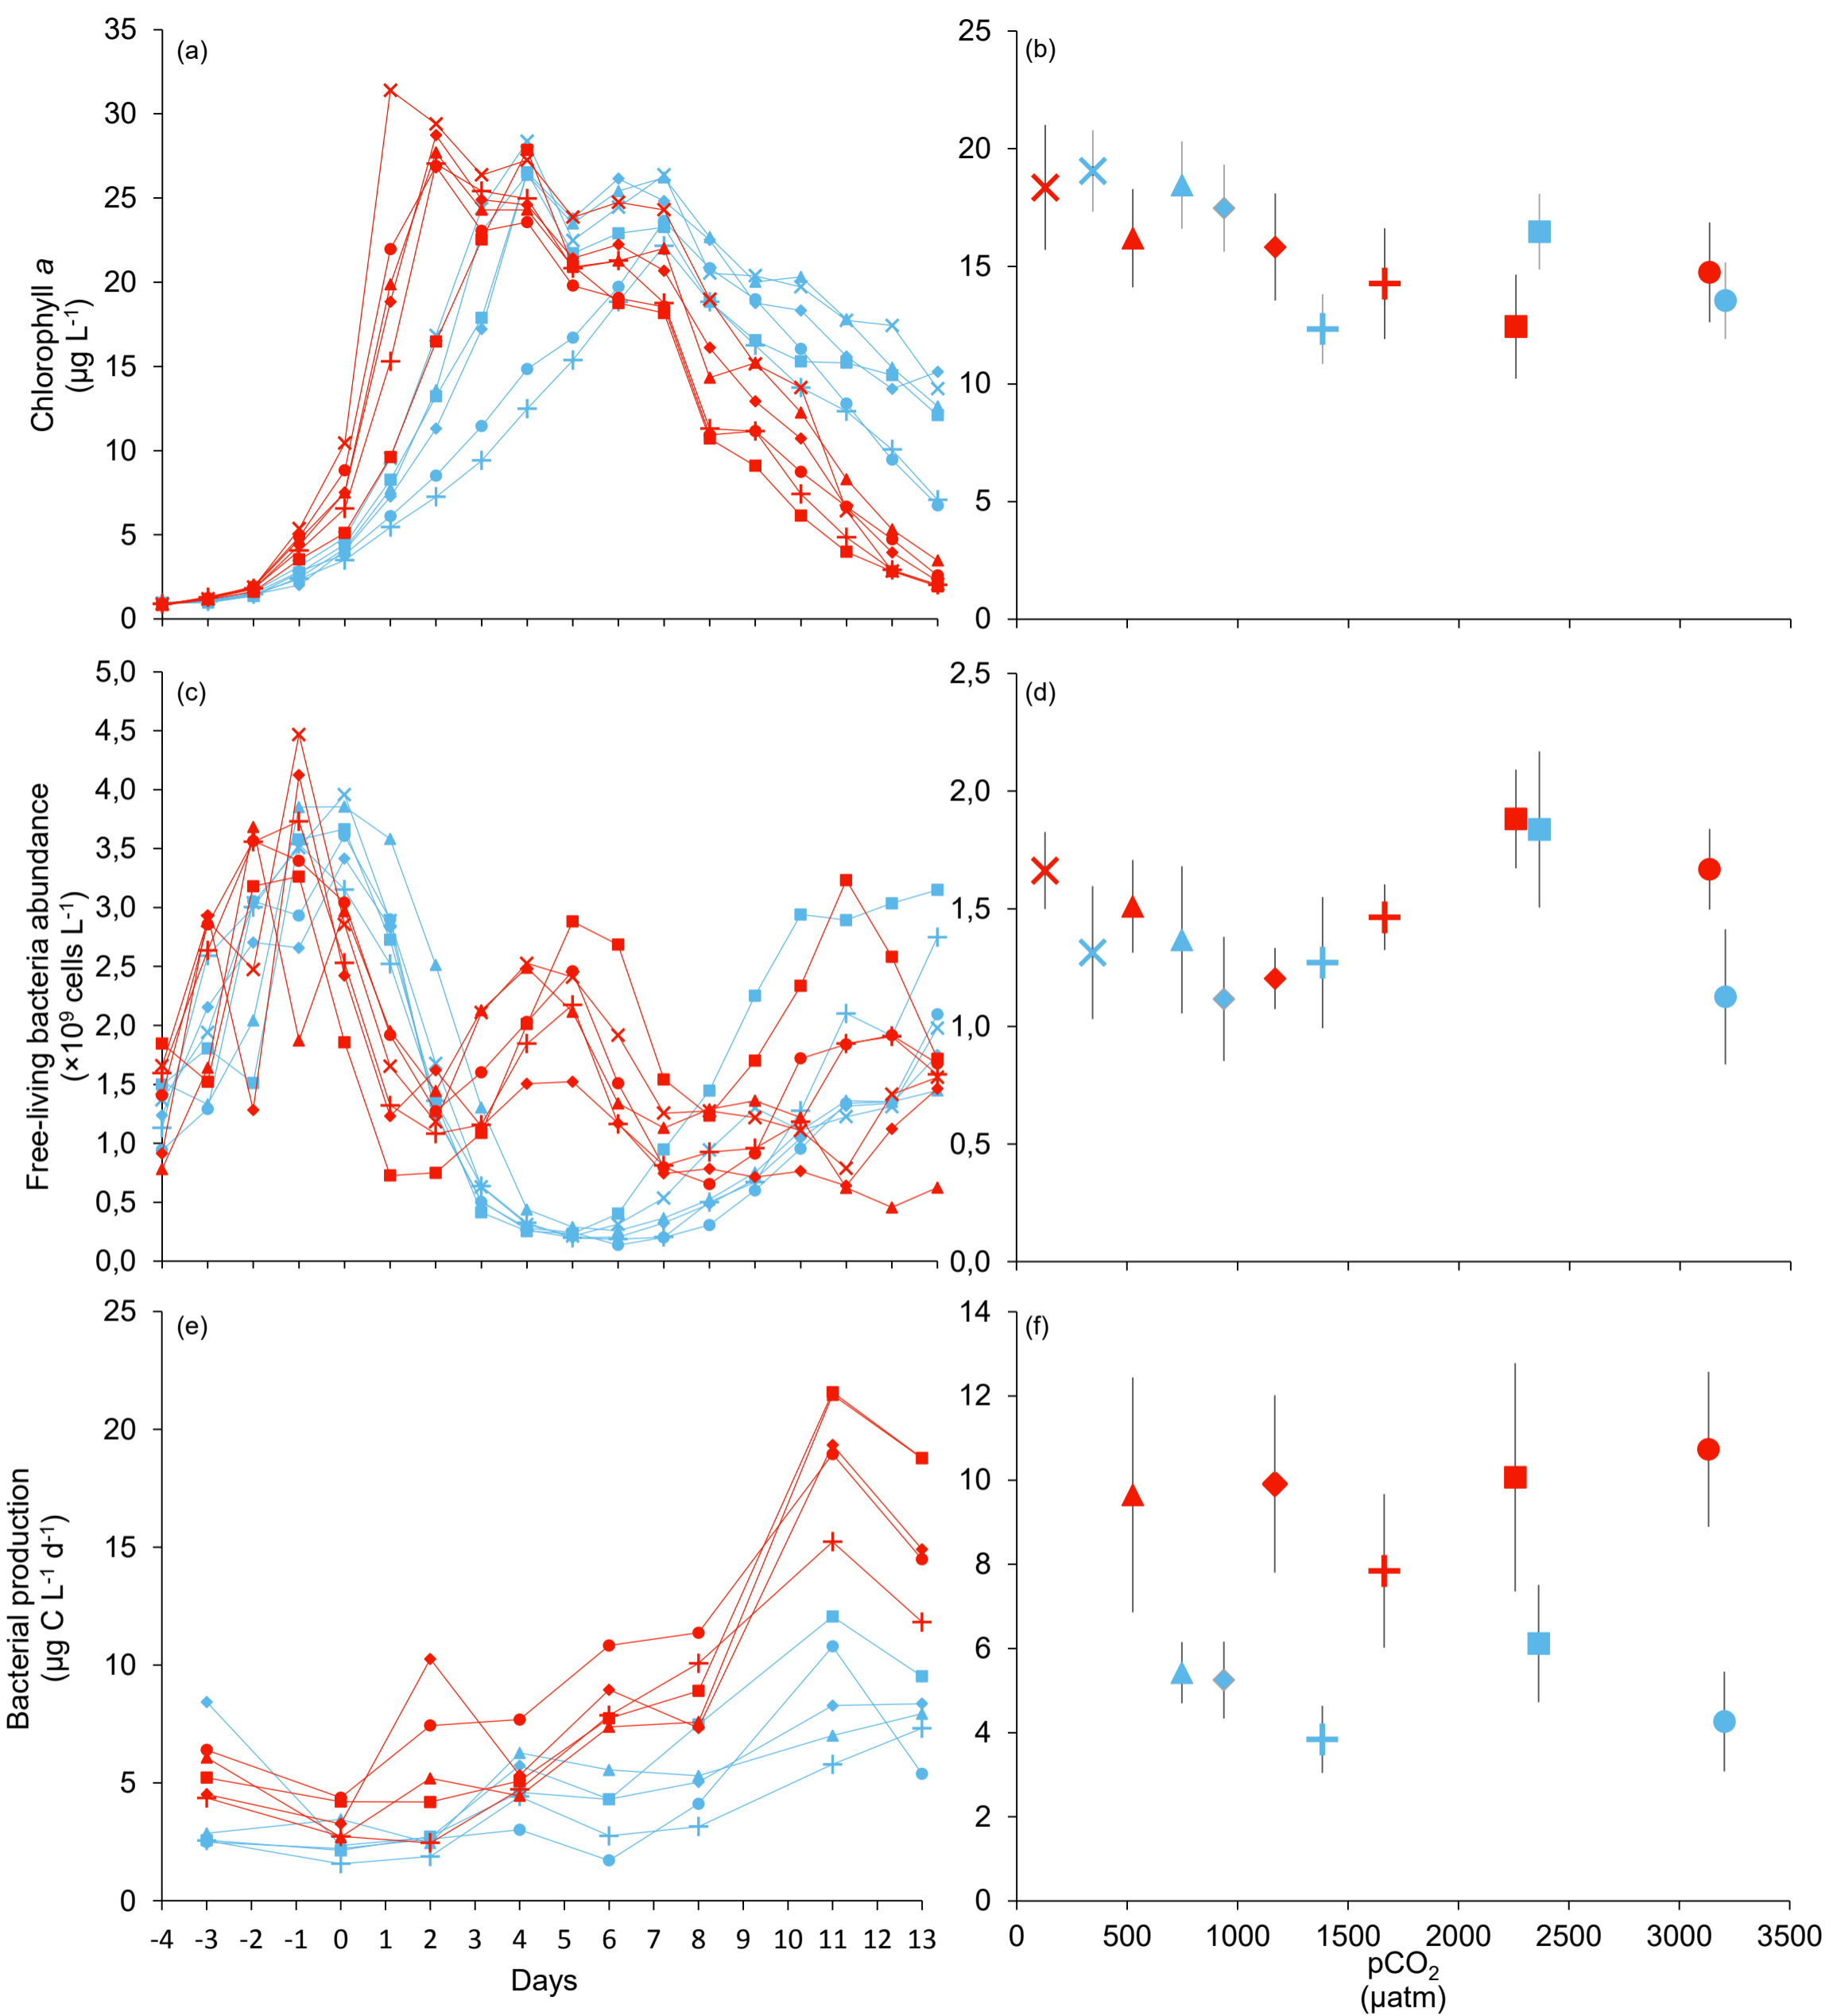 (a)
35
30
25
20
15
10
5
0
Chlorophyll a
(µg L-1)
(b)
25
20
15
10
5
0
(c)
5,0
4,5
4,0
3,5
3,0
2,5
2,0
1,5
1,0
0,5
0,0
Free-living bacteria abundance
(×10⁹ cells L-1)
(d)
2,5
2,0
1,5
1,0
0,5
0,0
(e)
25
20
15
10
5
0
Bacterial production
(µg C L-1 d-1)
-4 -3 -2 -1 0 1 2 3 4 5 6 7 8 9 10 11 12 13
Days
(f)
14
12
10
8
6
4
2
0
0 500 1000 1500 2000 2500 3000 3500
pCO₂
(µatm)